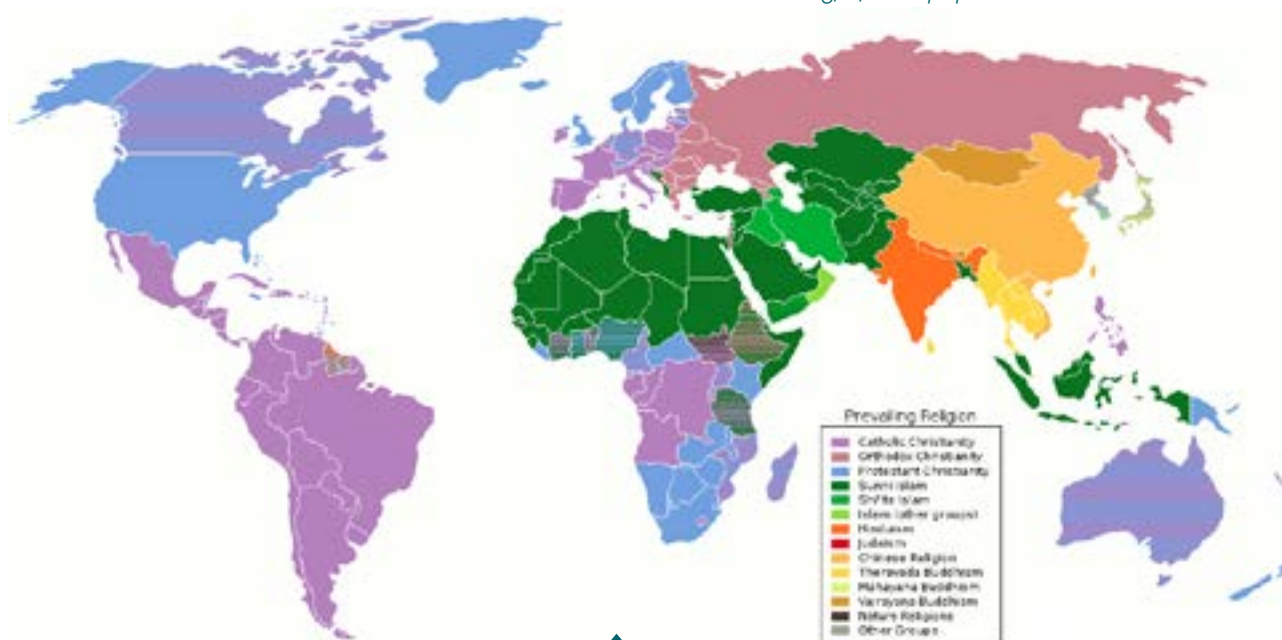 Prevailing Religion
Catholic Christianity
Orthodox Christianity
Protestant Christianity
Sunni Islam
Shi'ite Islam
Islam (other groups)
Hinduism
Judaism
Chinese Religion
Theravada Buddhism
Mahayana Buddhism
Vajrayana Buddhism
Nature Religions
Other Groups